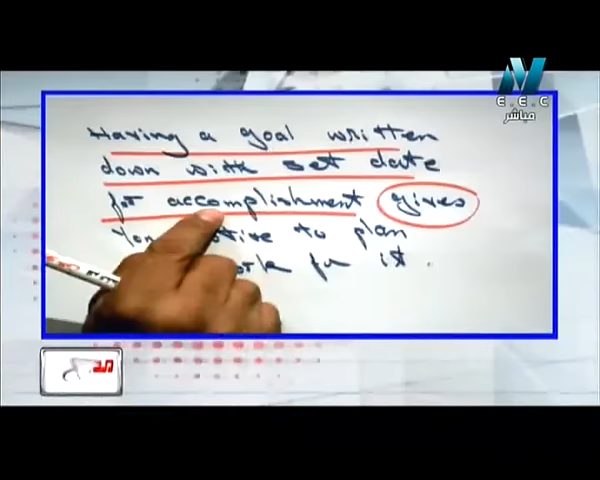 E.E.C
مباشر
Having a goal written
down with set date
for accomplishment gives
You to plan
for it.